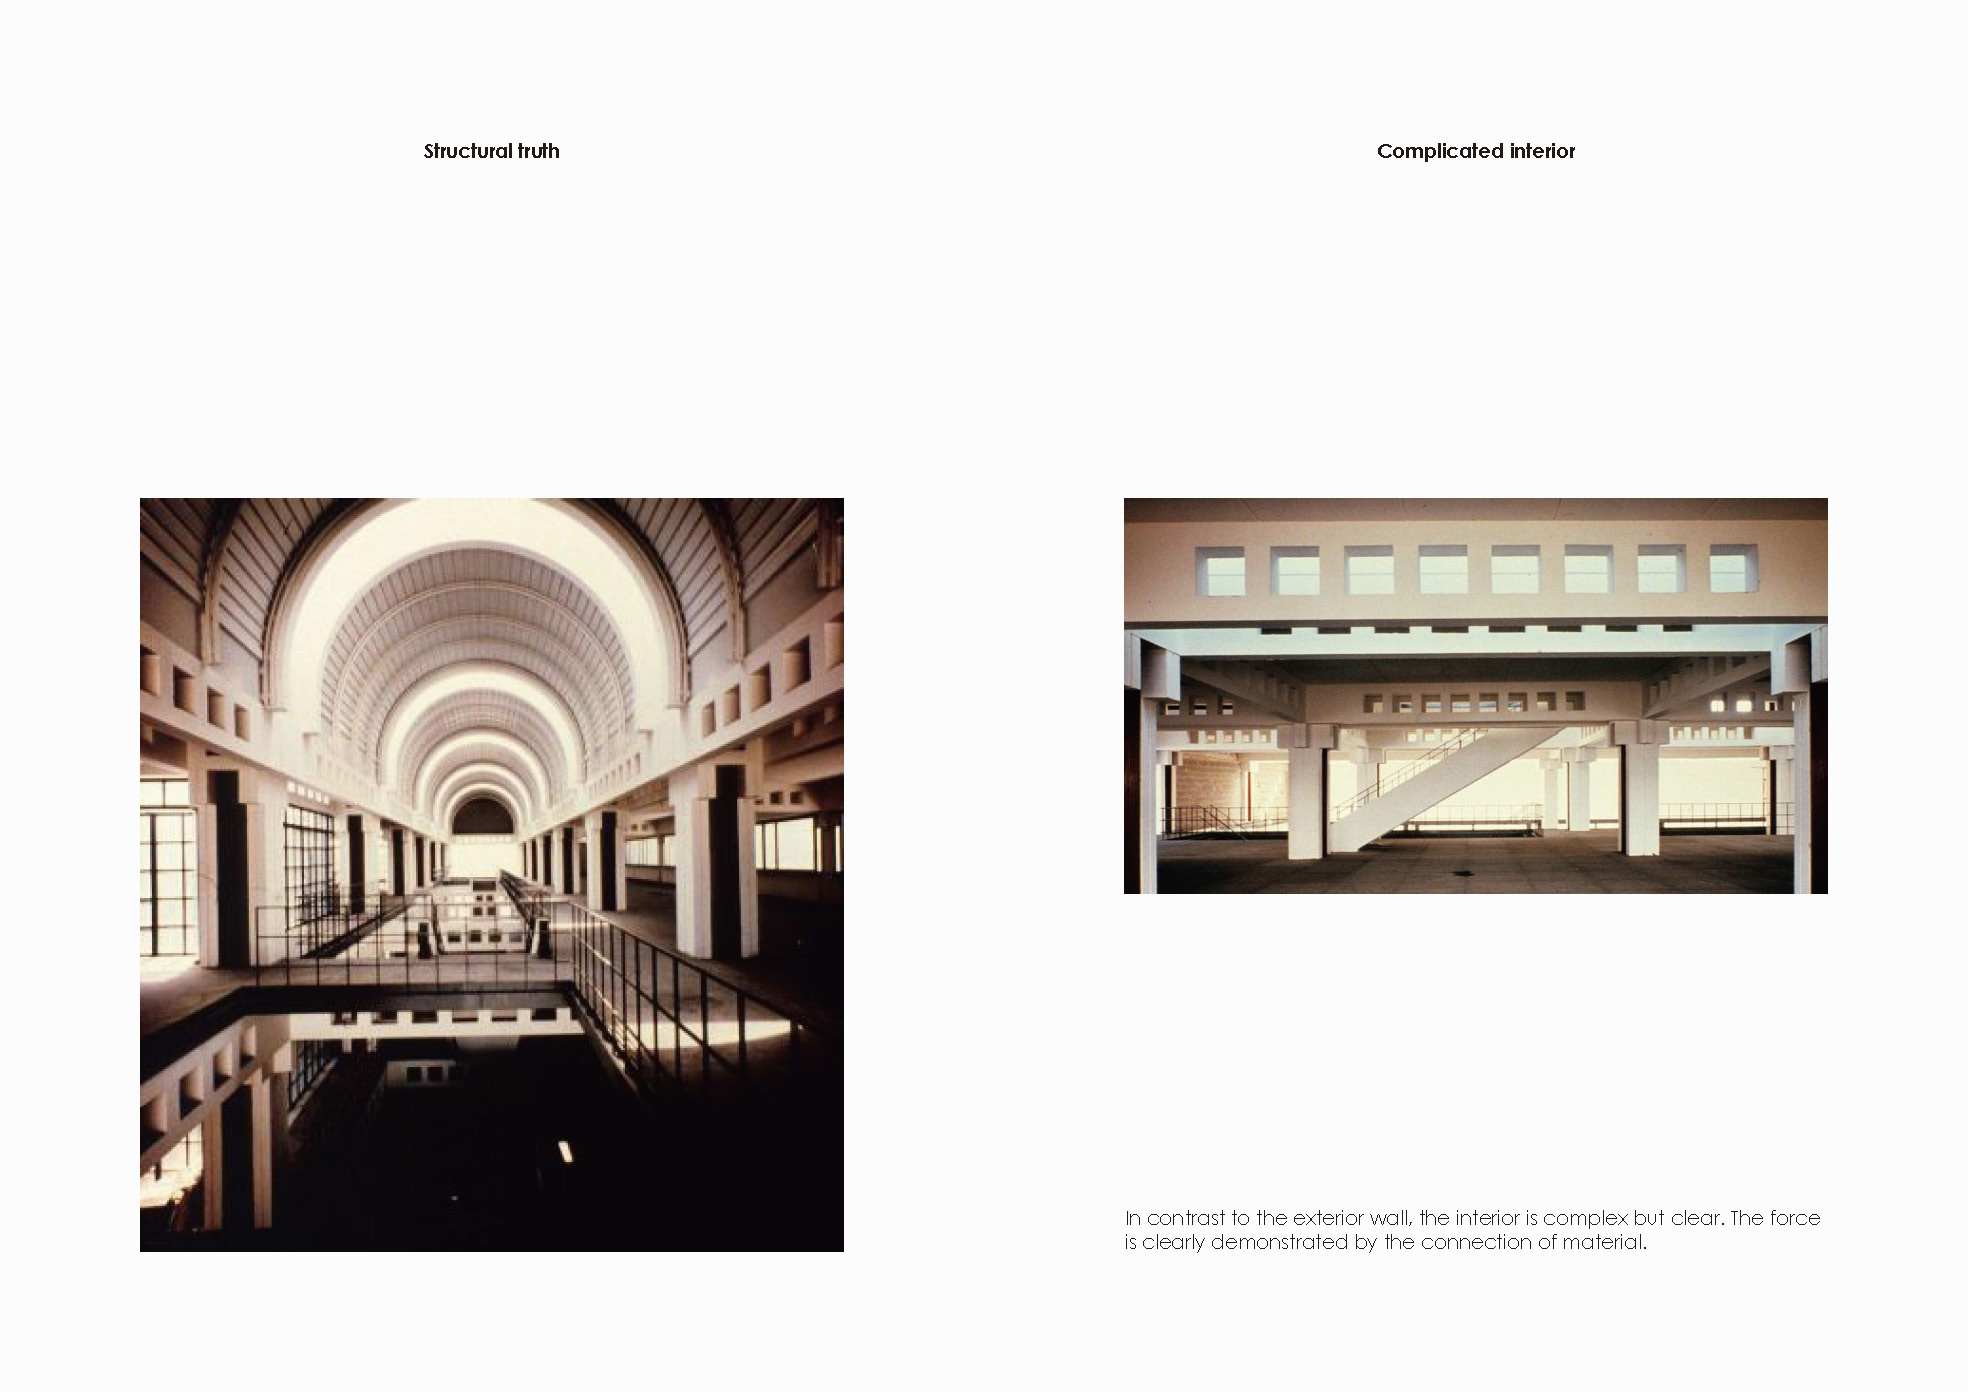 Structural truth
Complicated interior
In contrast to the exterior wall, the interior is complex but clear. The force
is clearly demonstrated by the connection of material.